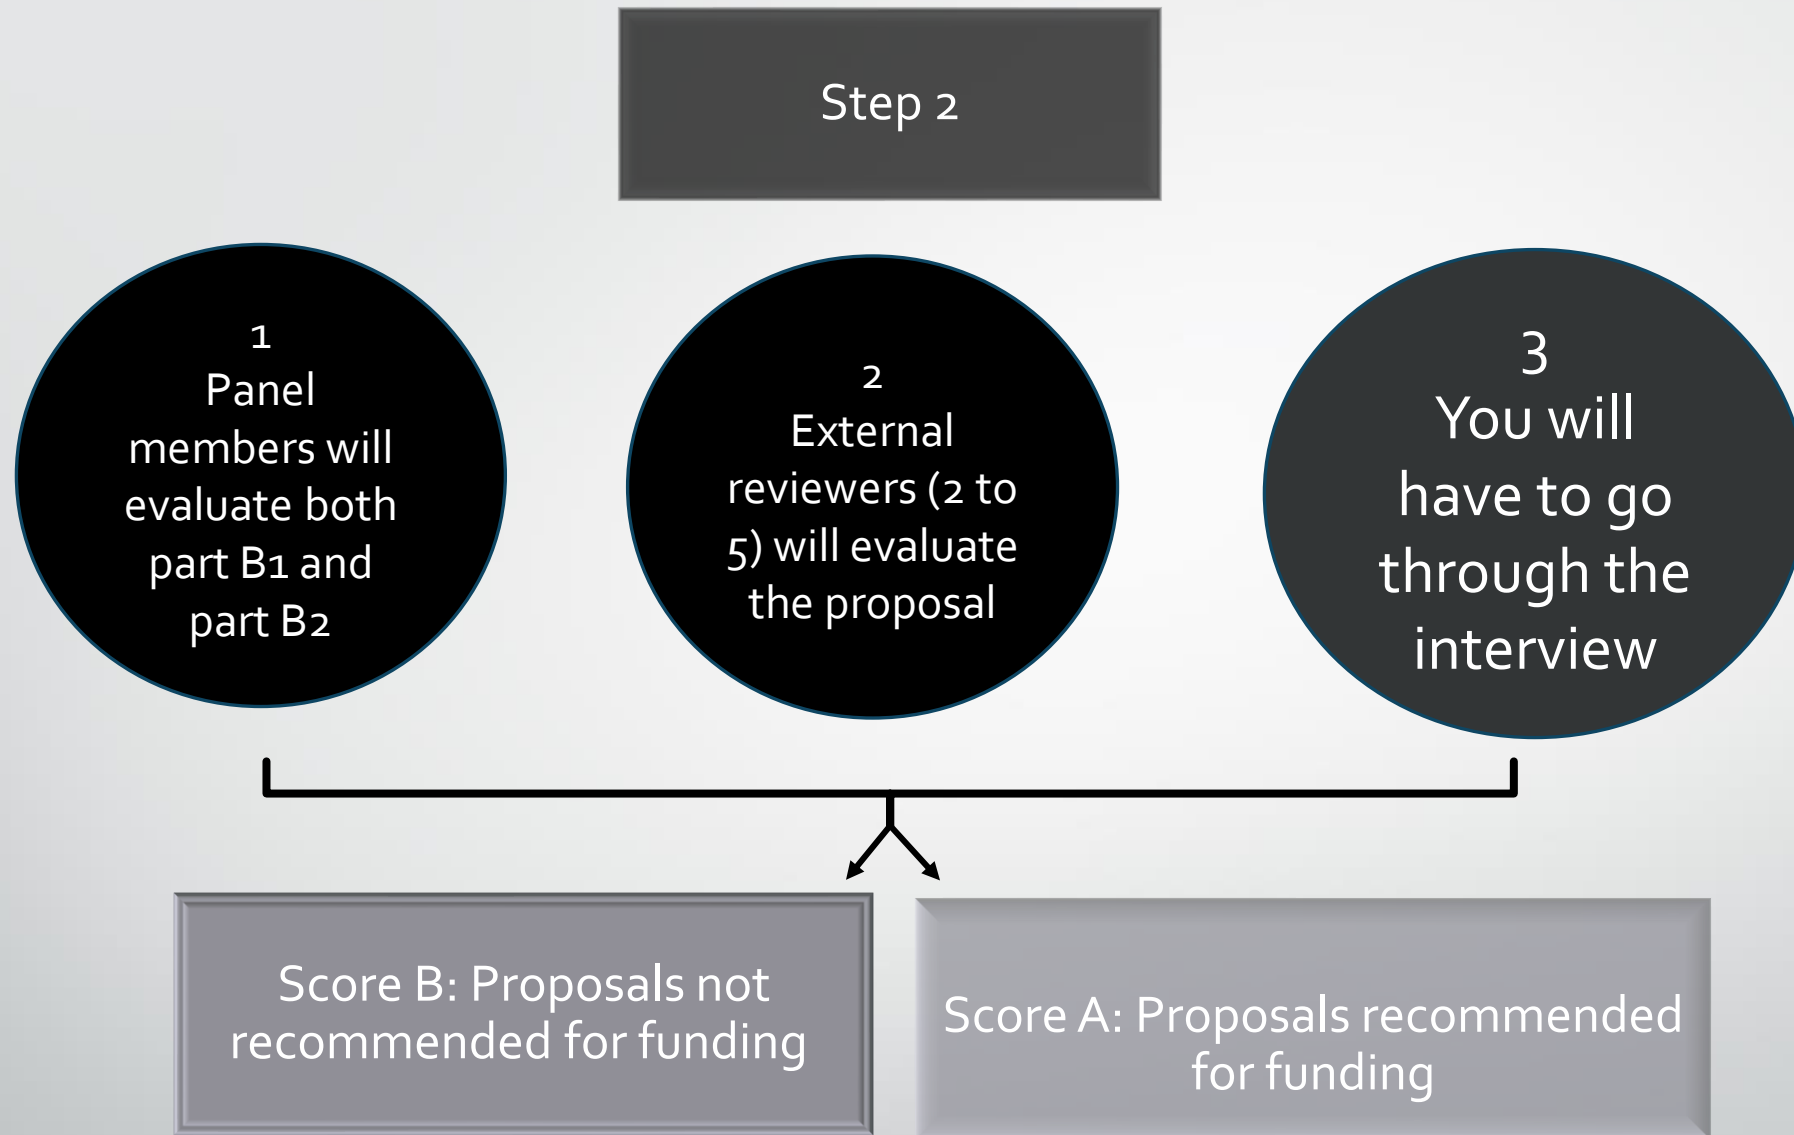 Step 2
1
Panel
members will
evaluate both
part B1 and
part B2
2
External
reviewers (2 to
5) will evaluate
the proposal
3
You will
have to go
through the
interview
Score B: Proposals not
recommended for funding
Score A: Proposals recommended
for funding